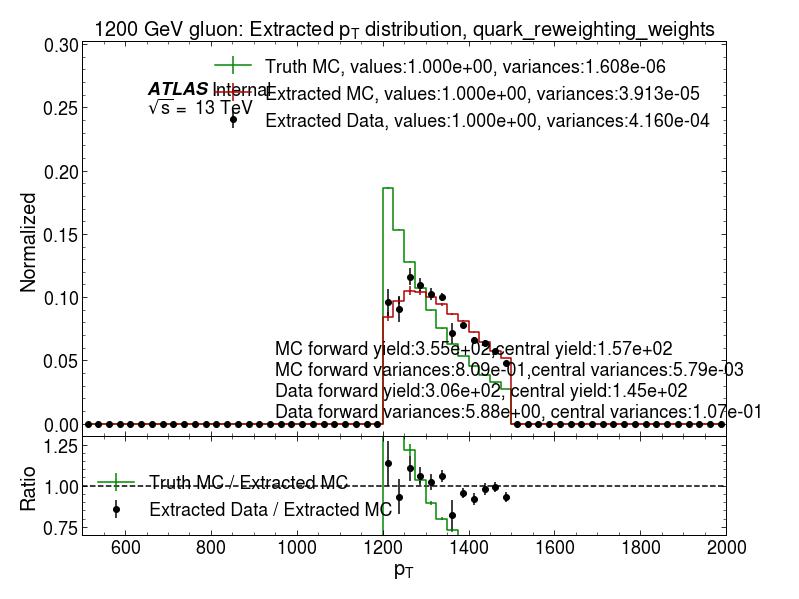 1200 GeV gluon: Extracted pT distribution, quark_reweighting_weights
0.30
Truth MC, values:1.000e+00, variances:1.608e-06
ATLAS Internal
Extracted MC, values:1.000e+00, variances:3.913e-05
√s = 13 TeV
0.25
Extracted Data, values:1.000e+00, variances:4.160e-04
0.20
Normalized
0.15
0.10
MC forward yield:3.55e+02,central yield:1.57e+02
0.05
MC forward variances:8.09e-01,central variances:5.79e-03
Data forward yield:3.06e+02, central yield:1.45e+02
Data forward variances:5.88e+00, central variances:1.07e-01
0.00
1.25
Ratio
Truth MC / Extracted MC
1.00
Extracted Data / Extracted MC
0.75
600 800 1000 1200 1400 1600 1800 2000
pT